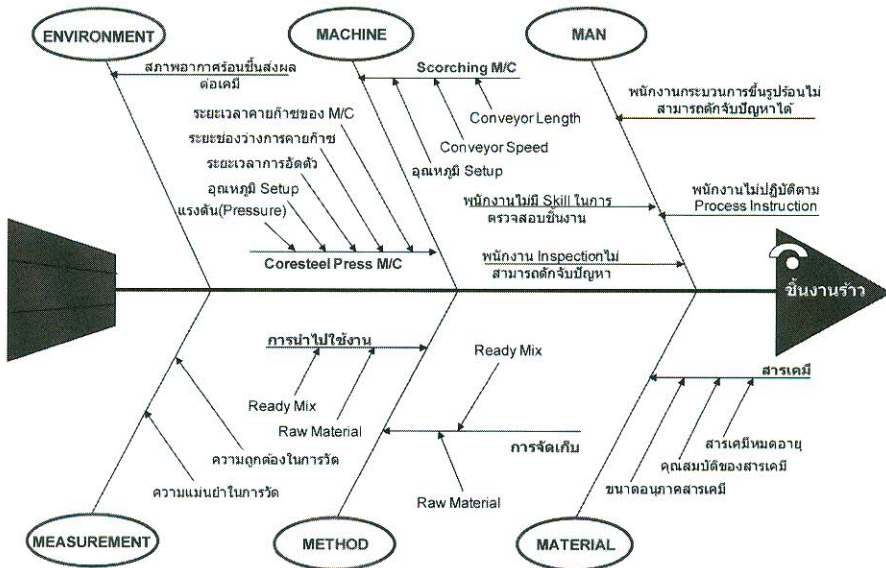 ENVIRONMENT
MACHINE
MAN
สภาพอากาศร้อนชื้นส่งผล
ต่อเคมี
Scorching M/C
Conveyor Length
Conveyor Speed
อุณหภูมิ Setup
ระยะเวลาคายก๊าซของ M/C
ระยะช่องว่างการคายก๊าซ
ระยะเวลาการอัดตัว
อุณหภูมิ Setup
แรงดัน(Pressure)
Coresteel Press M/C
พนักงานกระบวนการขึ้นรูปร้อนไม่
สามารถดักจับปัญหาได้
พนักงานไม่มี Skill ในการ
ตรวจสอบชิ้นงาน
พนักงานไม่ปฏิบัติตาม
Process Instruction
พนักงาน Inspectionไม่
สามารถดักจับปัญหา
ชิ้นงานร้าว
การนำไปใช้งาน
Ready Mix
Raw Material
Ready Mix
การจัดเก็บ
Raw Material
สารเคมี
สารเคมีหมดอายุ
คุณสมบัติของสารเคมี
ขนาดอนุภาคสารเคมี
ความถูกต้องในการวัด
ความแม่นยำในการวัด
MEASUREMENT
METHOD
MATERIAL